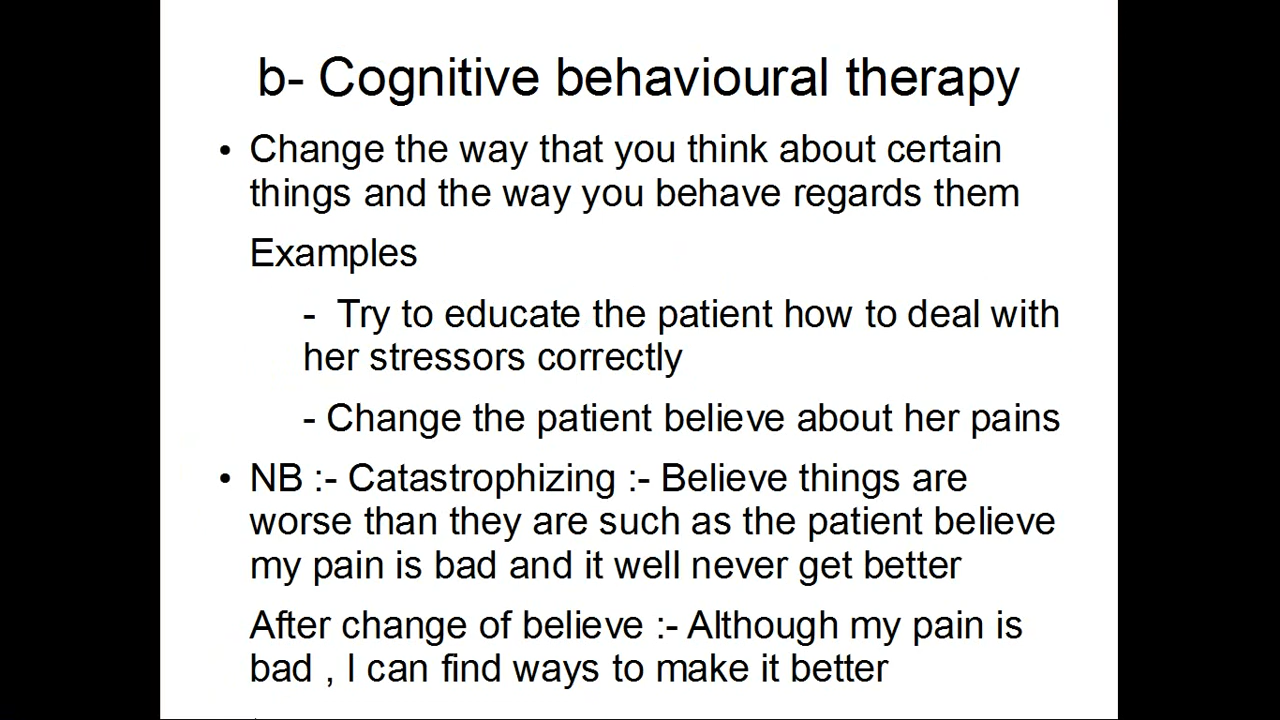 b- Cognitive behavioural therapy
• Change the way that you think about certain
things and the way you behave regards them
Examples
- Try to educate the patient how to deal with
her stressors correctly
- Change the patient believe about her pains
• NB :- Catastrophizing :- Believe things are
worse than they are such as the patient believe
my pain is bad and it well never get better
After change of believe :- Although my pain is
bad , I can find ways to make it better